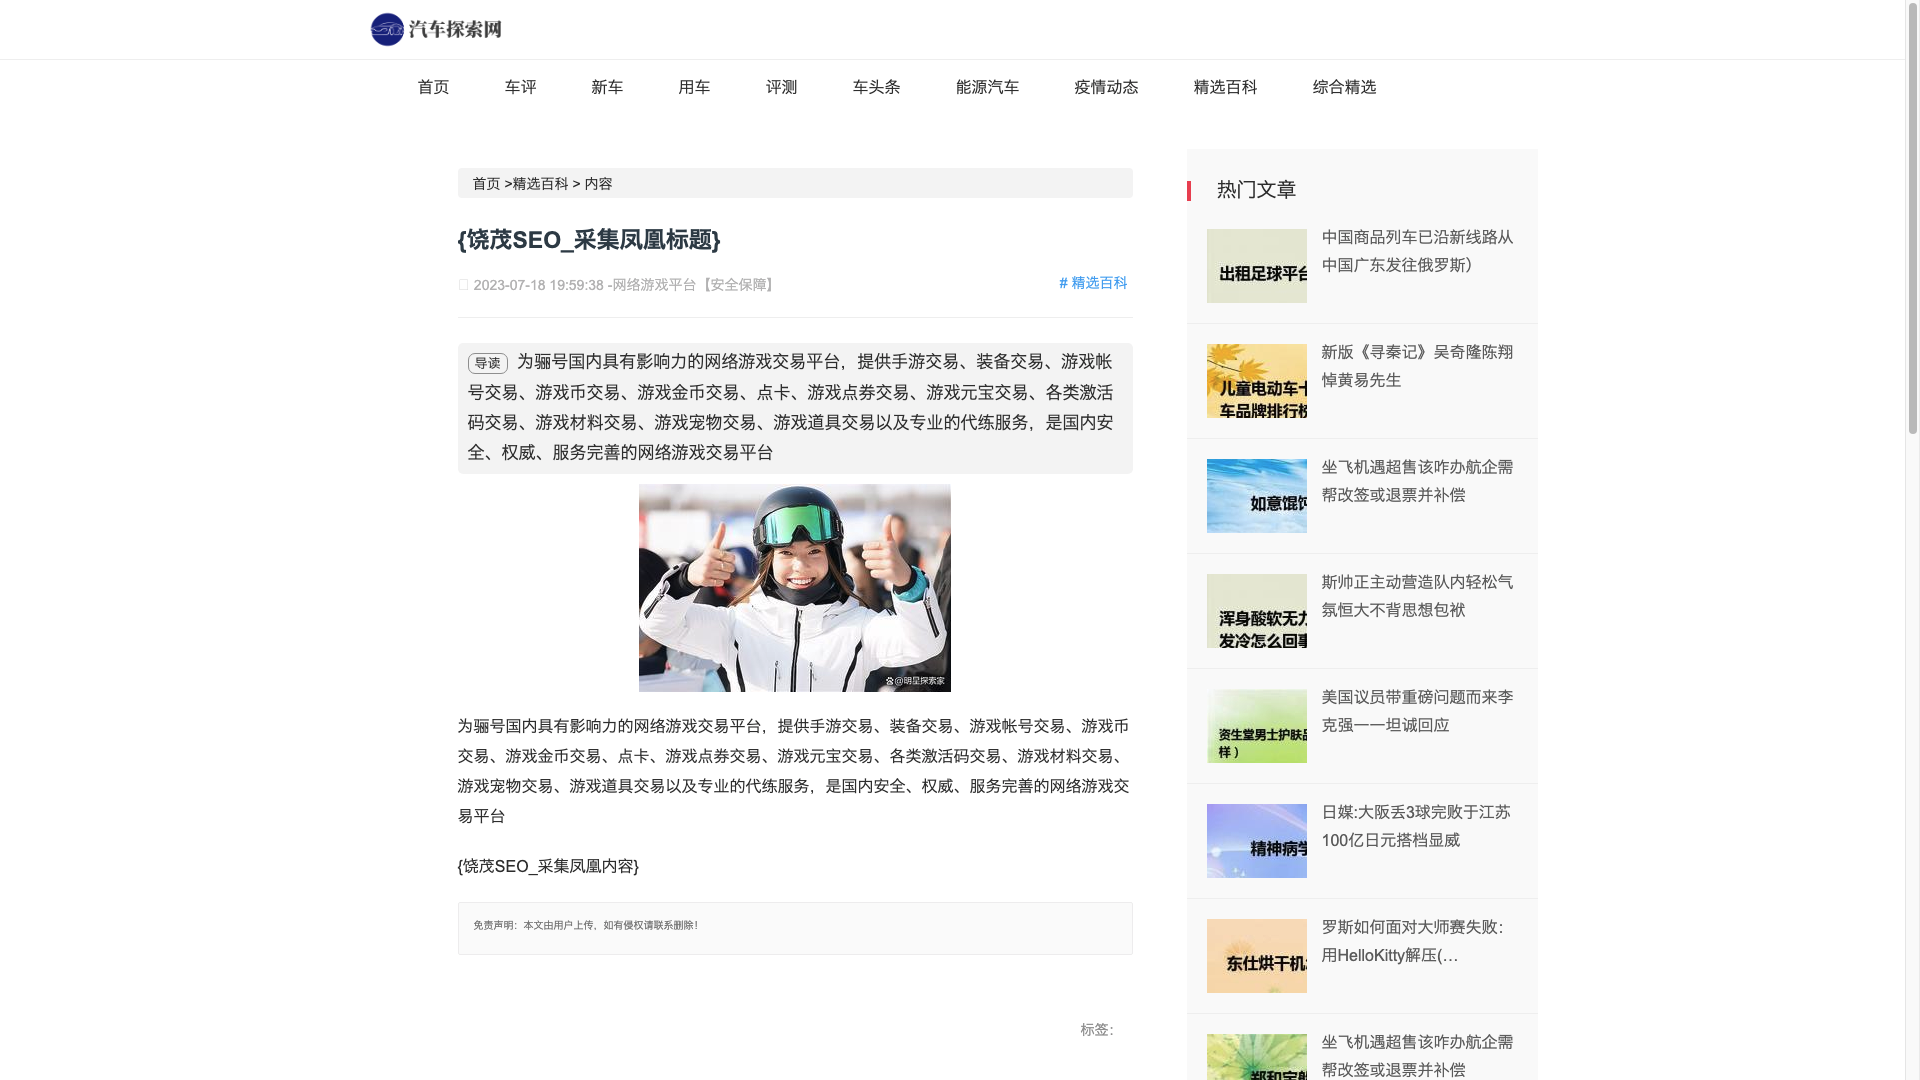 汽车探索网
首页 车评 新车 用车 评测 车头条 能源汽车 疫情动态 精选百科 综合精选
首页 >精选百科 > 内容
{饶茂SEO_采集凤凰标题}
2023-07-18 19:59:38 -网络游戏平台【安全保障】
# 精选百科
导读 为骊号国内具有影响力的网络游戏交易平台，提供手游交易、装备交易、游戏帐
号交易、游戏币交易、游戏金币交易、点卡、游戏点券交易、游戏元宝交易、各类激活
码交易、游戏材料交易、游戏宠物交易、游戏道具交易以及专业的代练服务，是国内安
全、权威、服务完善的网络游戏交易平台
@明星探索家
为骊号国内具有影响力的网络游戏交易平台，提供手游交易、装备交易、游戏帐号交易、游戏币
交易、游戏金币交易、点卡、游戏点券交易、游戏元宝交易、各类激活码交易、游戏材料交易、
游戏宠物交易、游戏道具交易以及专业的代练服务，是国内安全、权威、服务完善的网络游戏交
易平台
{饶茂SEO_采集凤凰内容}
免责声明：本文由用户上传，如有侵权请联系删除！
标签：
热门文章
出租足球平台
中国商品列车已沿新线路从
中国广东发往俄罗斯）
儿童电动车十
车品牌排行榜
新版《寻秦记》吴奇隆陈翔
悼黄易先生
如意馄饨
坐飞机遇超售该咋办航企需
帮改签或退票并补偿
浑身酸软无力
发冷怎么回事
斯帅正主动营造队内轻松气
氛恒大不背思想包袱
资生堂男士护肤品
样）
美国议员带重磅问题而来李
克强一一坦诚回应
精神病学
日媒:大阪丢3球完败于江苏
100亿日元搭档显威
东仕烘干机
罗斯如何面对大师赛失败：
用HelloKitty解压(…
坐飞机遇超售该咋办航企需
帮改签或退票并补偿